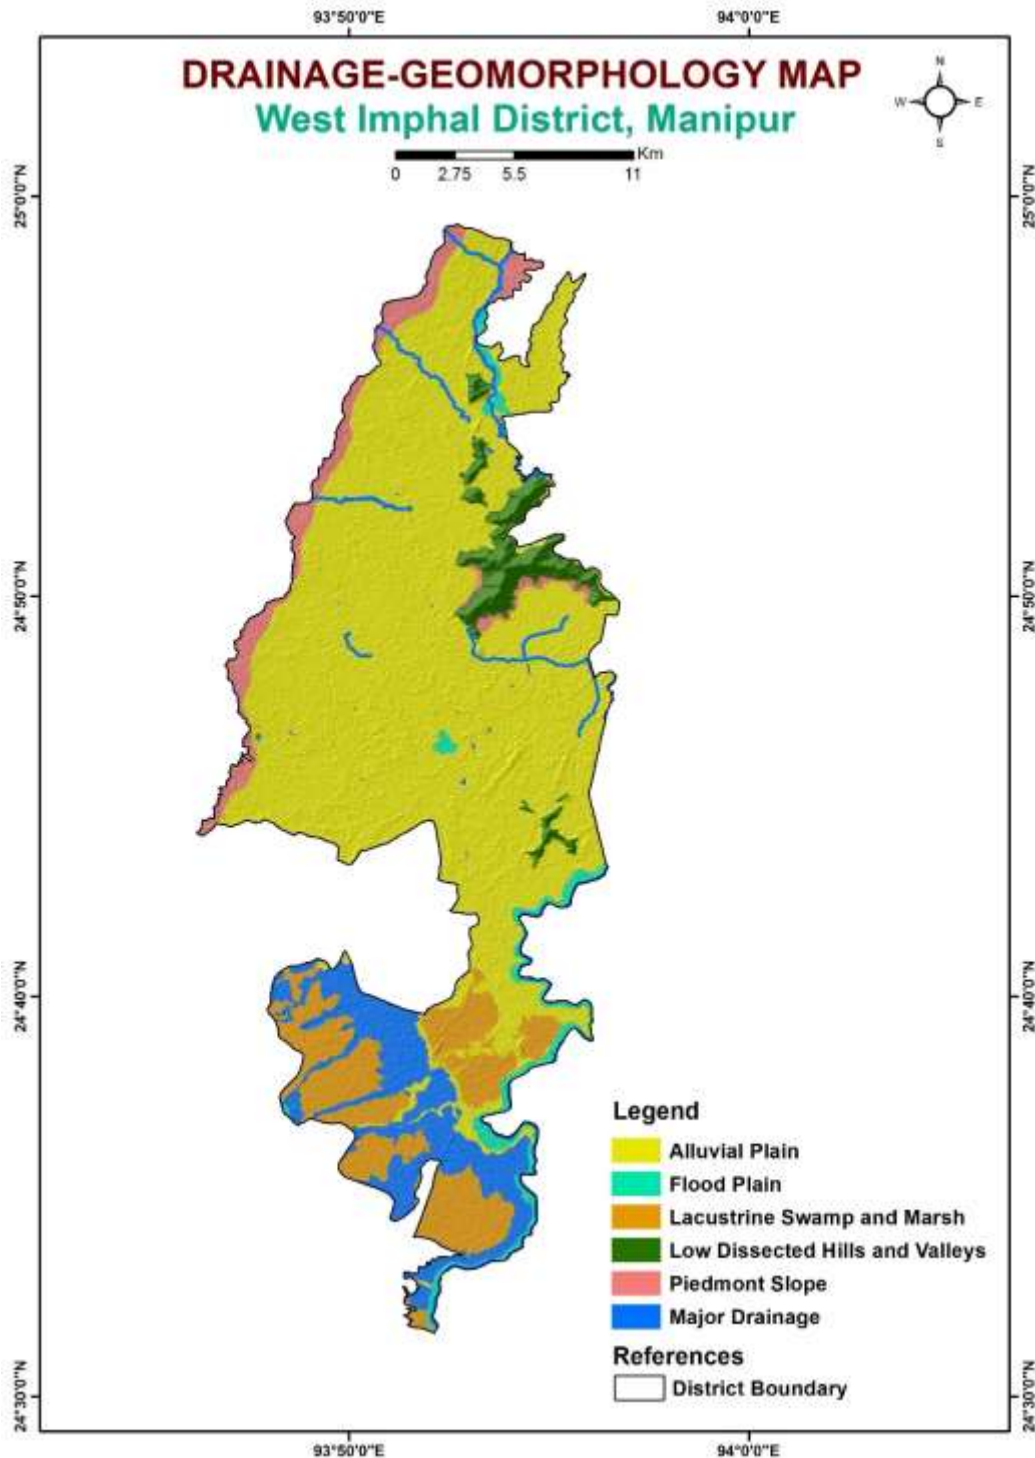 93°50'0"E 94°0'0"E
DRAINAGE-GEOMORPHOLOGY MAP
West Imphal District, Manipur
N
W E
S
Km
0 2.75 5.5 11
25°0'0"N 25°0'0"N
24°50'0"N 24°50'0"N
24°40'0"N 24°40'0"N
Legend
Alluvial Plain
Flood Plain
Lacustrine Swamp and Marsh
Low Dissected Hills and Valleys
Piedmont Slope
Major Drainage
References
District Boundary
24°30'0"N 24°30'0"N
93°50'0"E 94°0'0"E